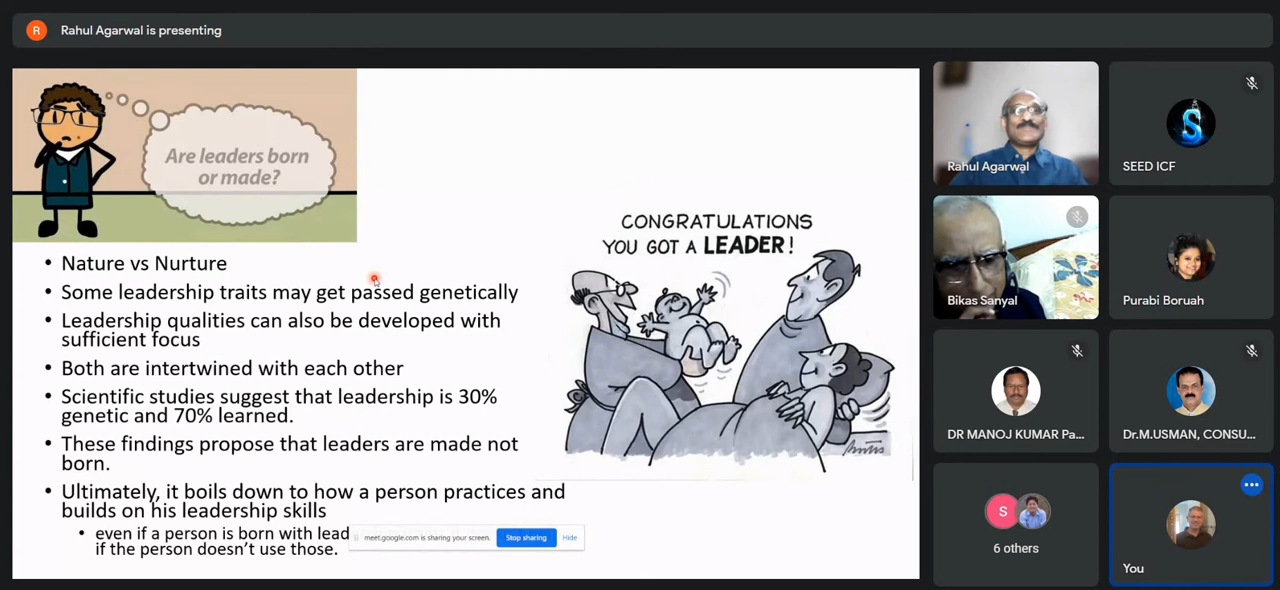 R
Rahul Agarwal is presenting
Are leaders born
or made?
CONGRATULATIONS
YOU GOT A LEADER!
• Nature vs Nurture
• Some leadership traits may get passed genetically
• Leadership qualities can also be developed with
sufficient focus
• Both are intertwined with each other
• Scientific studies suggest that leadership is 30%
genetic and 70% learned.
• These findings propose that leaders are made not
born.
• Ultimately, it boils down to how a person practices and
builds on his leadership skills
• even if a person is born with lead
if the person doesn't use those.
meet.google.com is sharing your screen.
Stop sharing
Hide
Rahul Agarwal
S
SEED ICF
Bikas Sanyal
Purabi Boruah
DR MANOJ KUMAR Pa...
Dr.M.USMAN, CONSU...
S
6 others
You